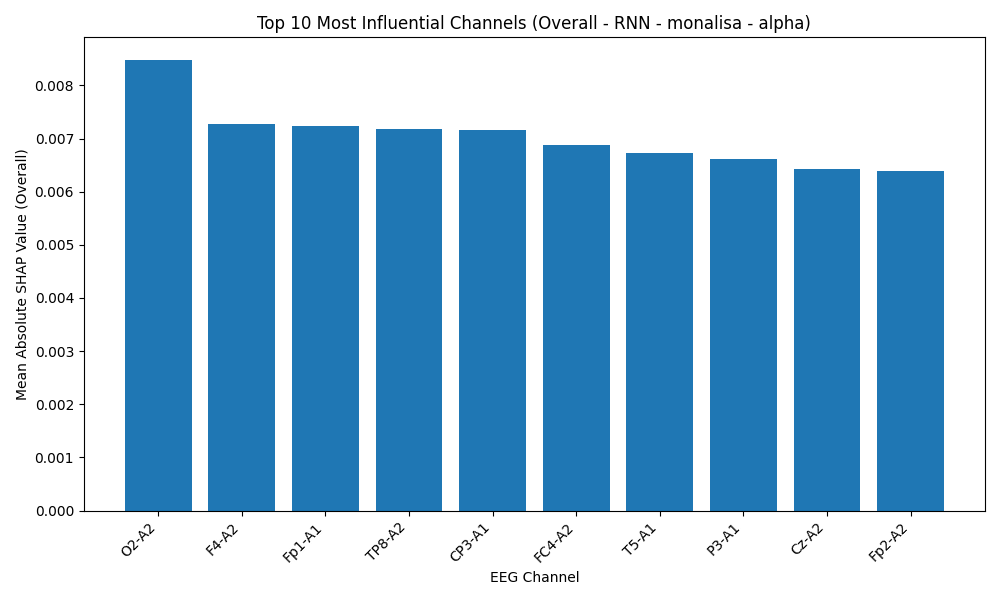 Top 10 Most Influential Channels (Overall - RNN - monalisa - alpha)
Mean Absolute SHAP Value (Overall)
0.008
0.007
0.006
0.005
0.004
0.003
0.002
0.001
0.000
O2-A2
F4-A2
Fp1-A1
TP8-A2
CP3-A1
FC4-A2
T5-A1
P3-A1
Cz-A2
Fp2-A2
EEG Channel